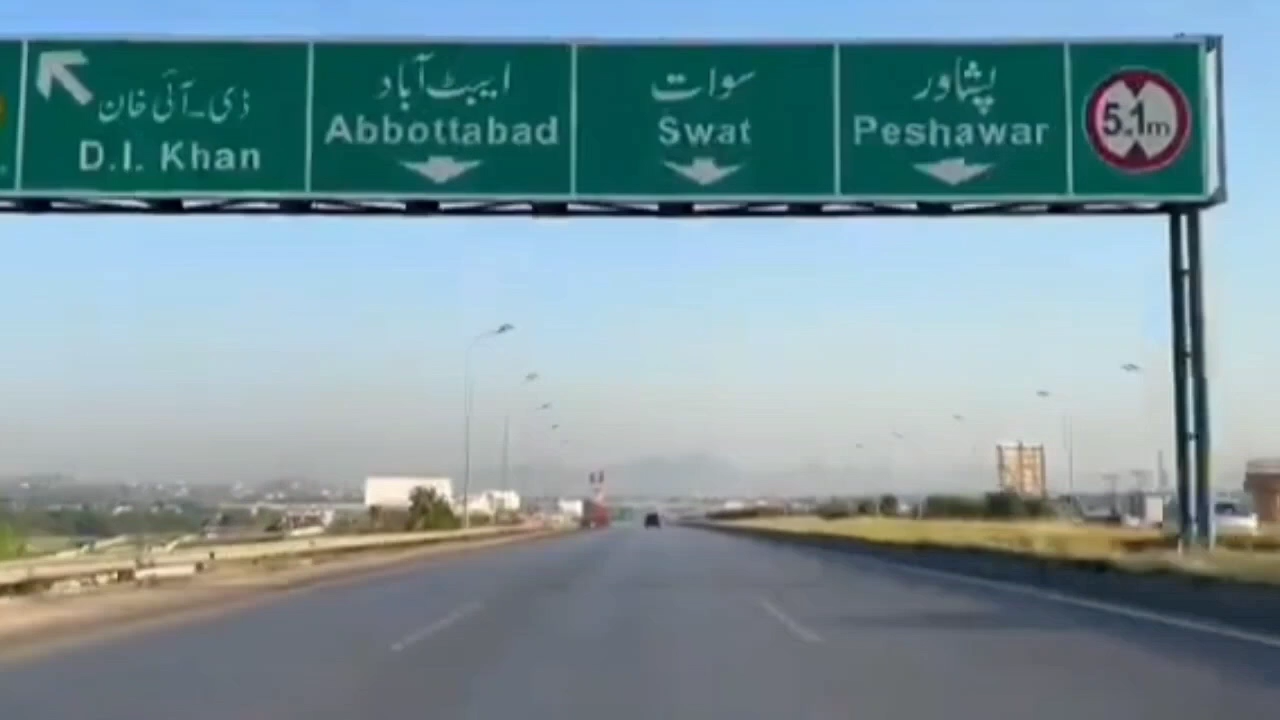 ڈی۔آئی خان
D.I. Khan
ایبٹ آباد
Abbottabad
سوات
Swat
پشاور
Peshawar
5.1m